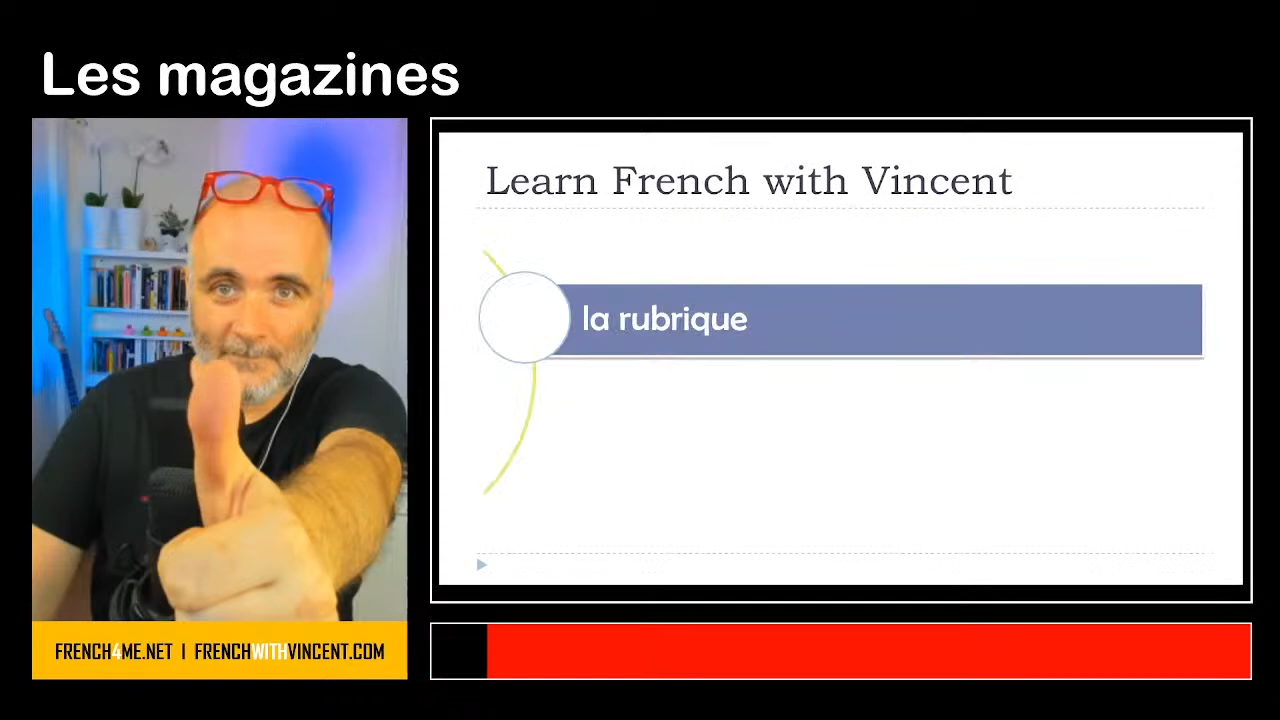 Les magazines
Learn French with Vincent
la rubrique
FRENCH4ME.NET | FRENCHWITHVINCENT.COM